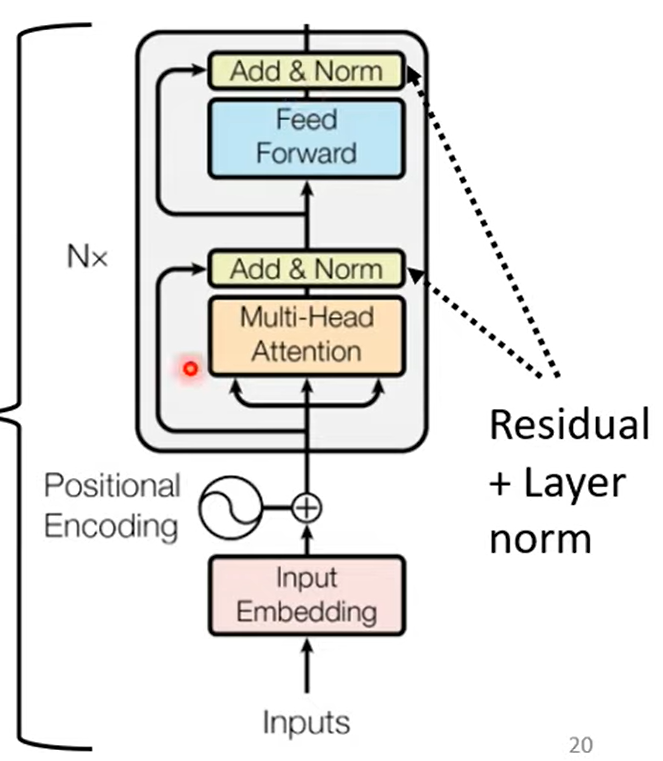 Add & Norm
Feed
Forward
Nx
Add & Norm
Multi-Head
Attention
Residual
+ Layer
norm
Positional
Encoding
Input
Embedding
Inputs
20